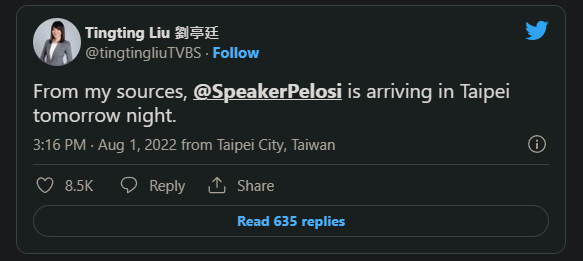 Tingting Liu 劉亭廷
@tingtingliuTVBS · Follow
From my sources, @SpeakerPelosi is arriving in Taipei
tomorrow night.
3:16 PM · Aug 1, 2022 from Taipei City, Taiwan
8.5K Reply Share
Read 635 replies